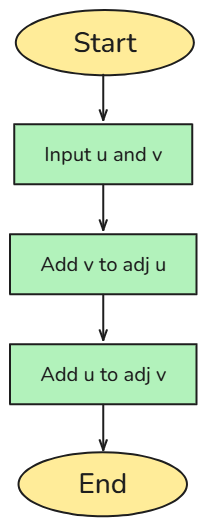 Start
Input u and v
Add v to adj u
Add u to adj v
End